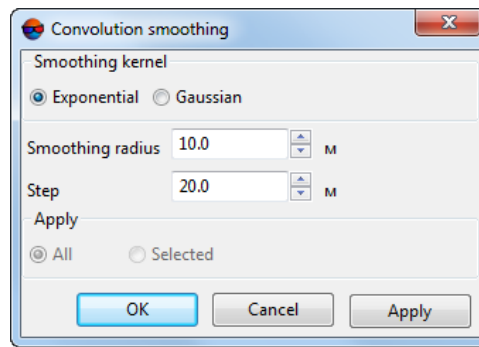 Convolution smoothing
Smoothing kernel
Exponential Gaussian
Smoothing radius 10.0 м
Step 20.0 м
Apply
All Selected
OK Cancel Apply